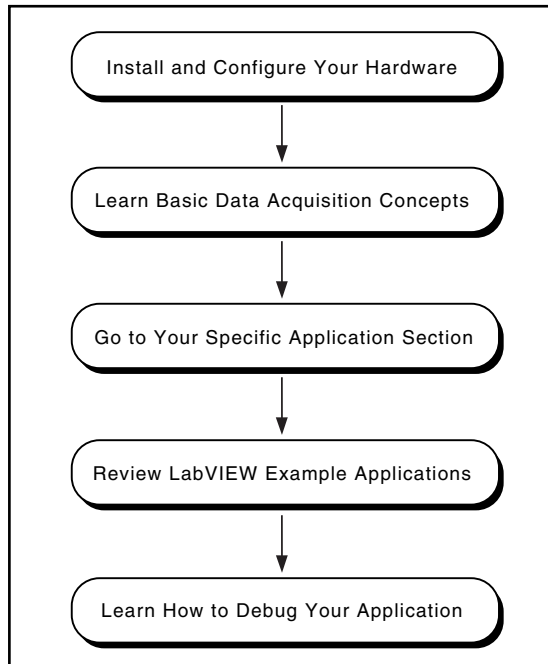 Install and Configure Your Hardware
Learn Basic Data Acquisition Concepts
Go to Your Specific Application Section
Review LabVIEW Example Applications
Learn How to Debug Your Application